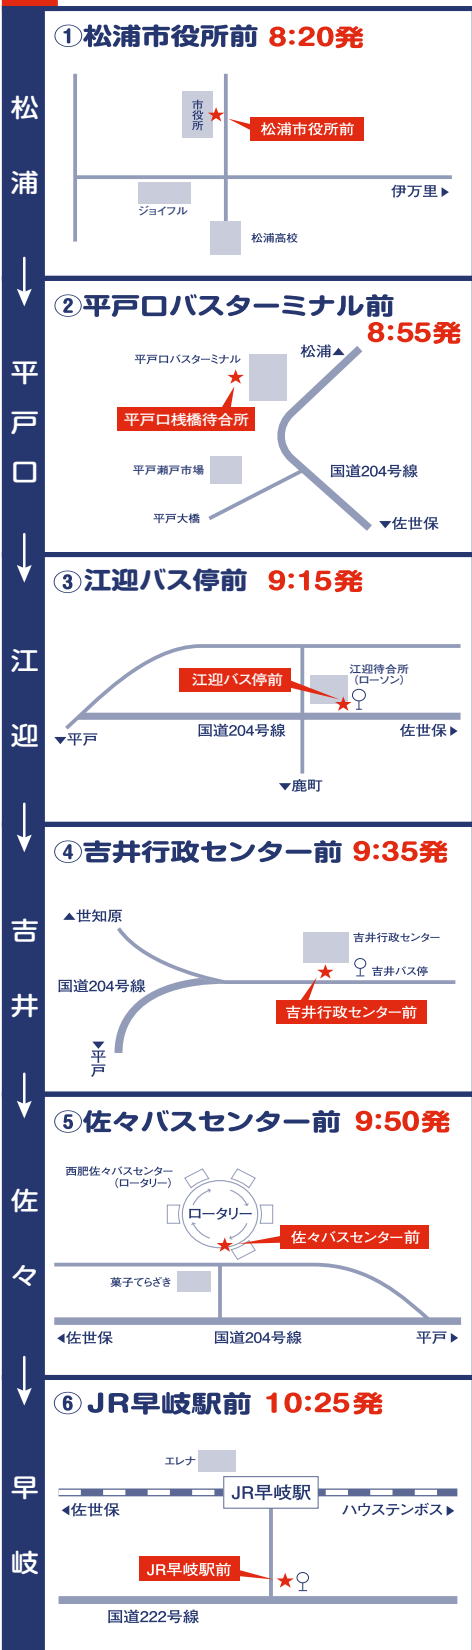 松浦
①松浦市役所前 8:20発
市役所
松浦市役所前
伊万里▶
ジョイフル
松浦高校
平戸口
②平戸口バスターミナル前
8:55発
松浦▲
平戸口バスターミナル
平戸口桟橋待合所
平戸瀬戸市場
国道204号線
平戸大橋
▼佐世保
江迎
③江迎バス停前 9:15発
江迎待合所
(ローソン)
江迎バス停前
国道204号線
佐世保▶
▼平戸
▼鹿町
吉井
④吉井行政センター前 9:35発
▲世知原
吉井行政センター
吉井バス停
国道204号線
吉井行政センター前
▼平戸
佐々
⑤佐々バスセンター前 9:50発
西肥佐々バスセンター
(ロータリー)
ロータリー
佐々バスセンター前
菓子てらざき
◀佐世保
国道204号線
平戸▶
早岐
⑥JR早岐駅前 10:25発
エレナ
JR早岐駅
◀佐世保
ハウステンボス▶
JR早岐駅前
国道222号線